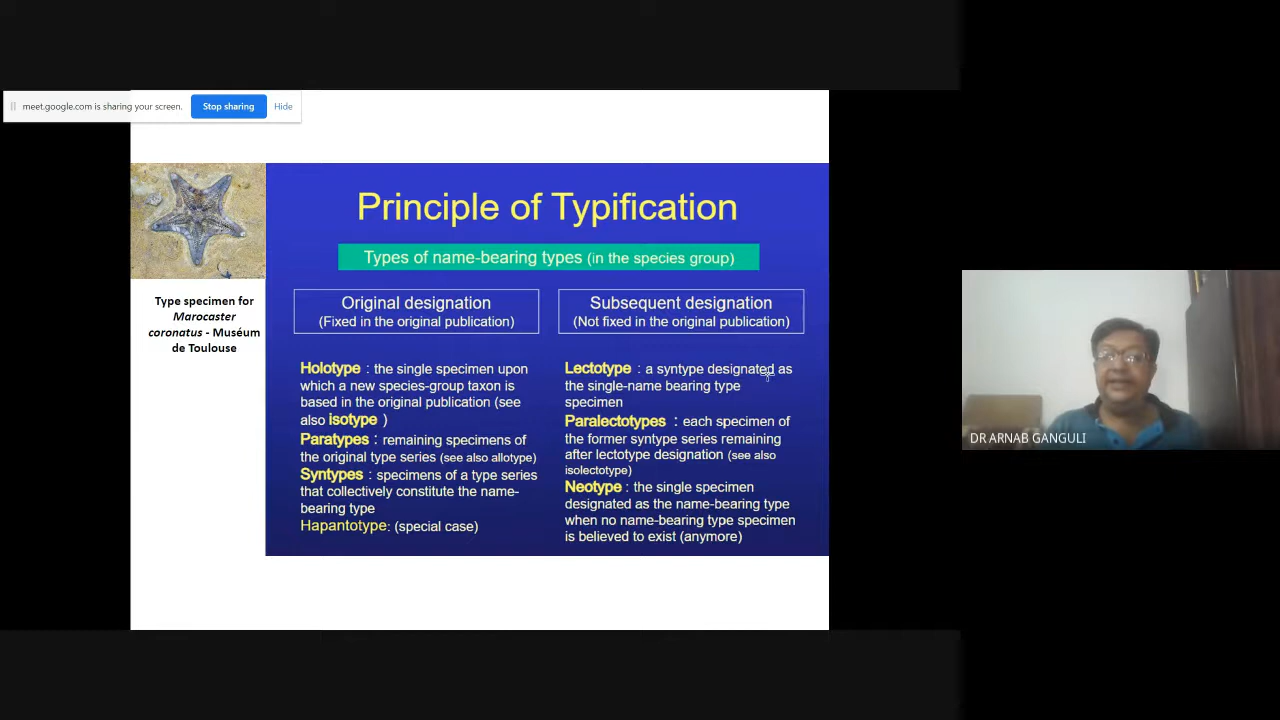 meet.google.com is sharing your screen. Stop sharing Hide
Principle of Typification
Types of name-bearing types (in the species group)
Type specimen for
Marocaster
coronatus - Muséum
de Toulouse
Original designation
(Fixed in the original publication)
Holotype : the single specimen upon
which a new species-group taxon is
based in the original publication (see
also isotype )
Paratypes : remaining specimens of
the original type series (see also allotype)
Syntypes : specimens of a type series
that collectively constitute the name-
bearing type
Hapantotype: (special case)
Subsequent designation
(Not fixed in the original publication)
Lectotype : a syntype designated as
the single-name bearing type
specimen
Paralectotypes : each specimen of
the former syntype series remaining
after lectotype designation (see also
isolectotype)
Neotype : the single specimen
designated as the name-bearing type
when no name-bearing type specimen
is believed to exist (anymore)
DR ARNAB GANGULI